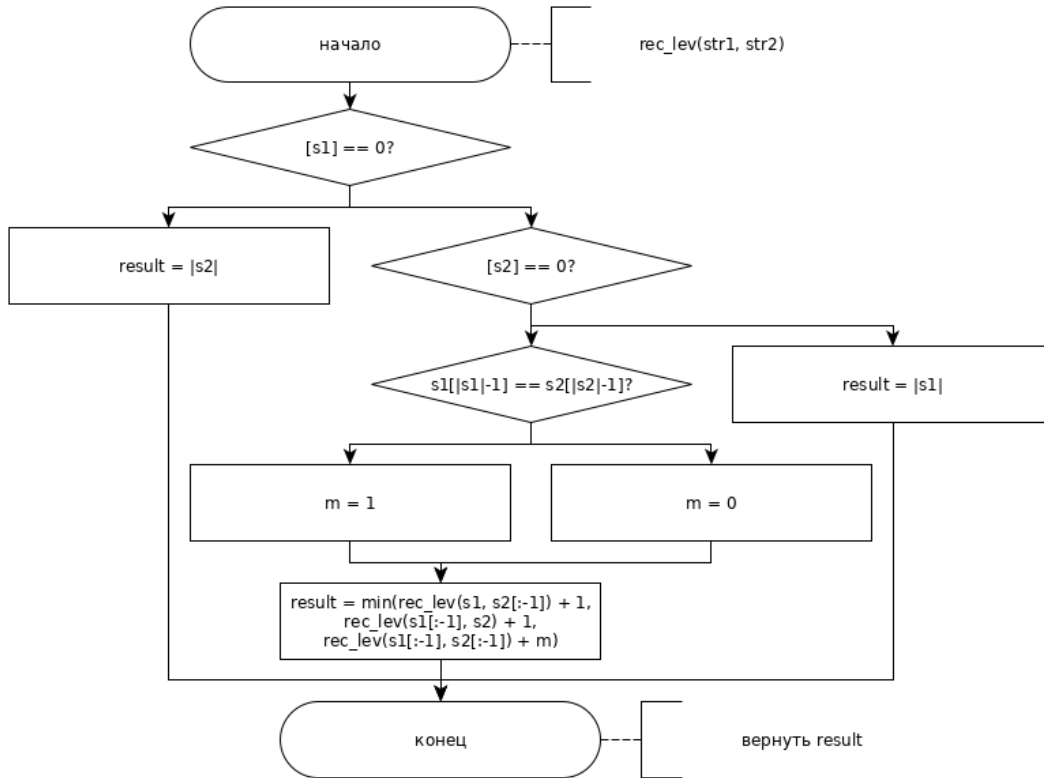 начало
rec_lev(str1, str2)
[s1] == 0?
result = |s2|
[s2] == 0?
s1[|s1|-1] == s2[|s2|-1]?
result = |s1|
m = 1
m = 0
result = min(rec_lev(s1, s2[:-1]) + 1,
rec_lev(s1[:-1], s2) + 1,
rec_lev(s1[:-1], s2[:-1]) + m)
конец
вернуть result